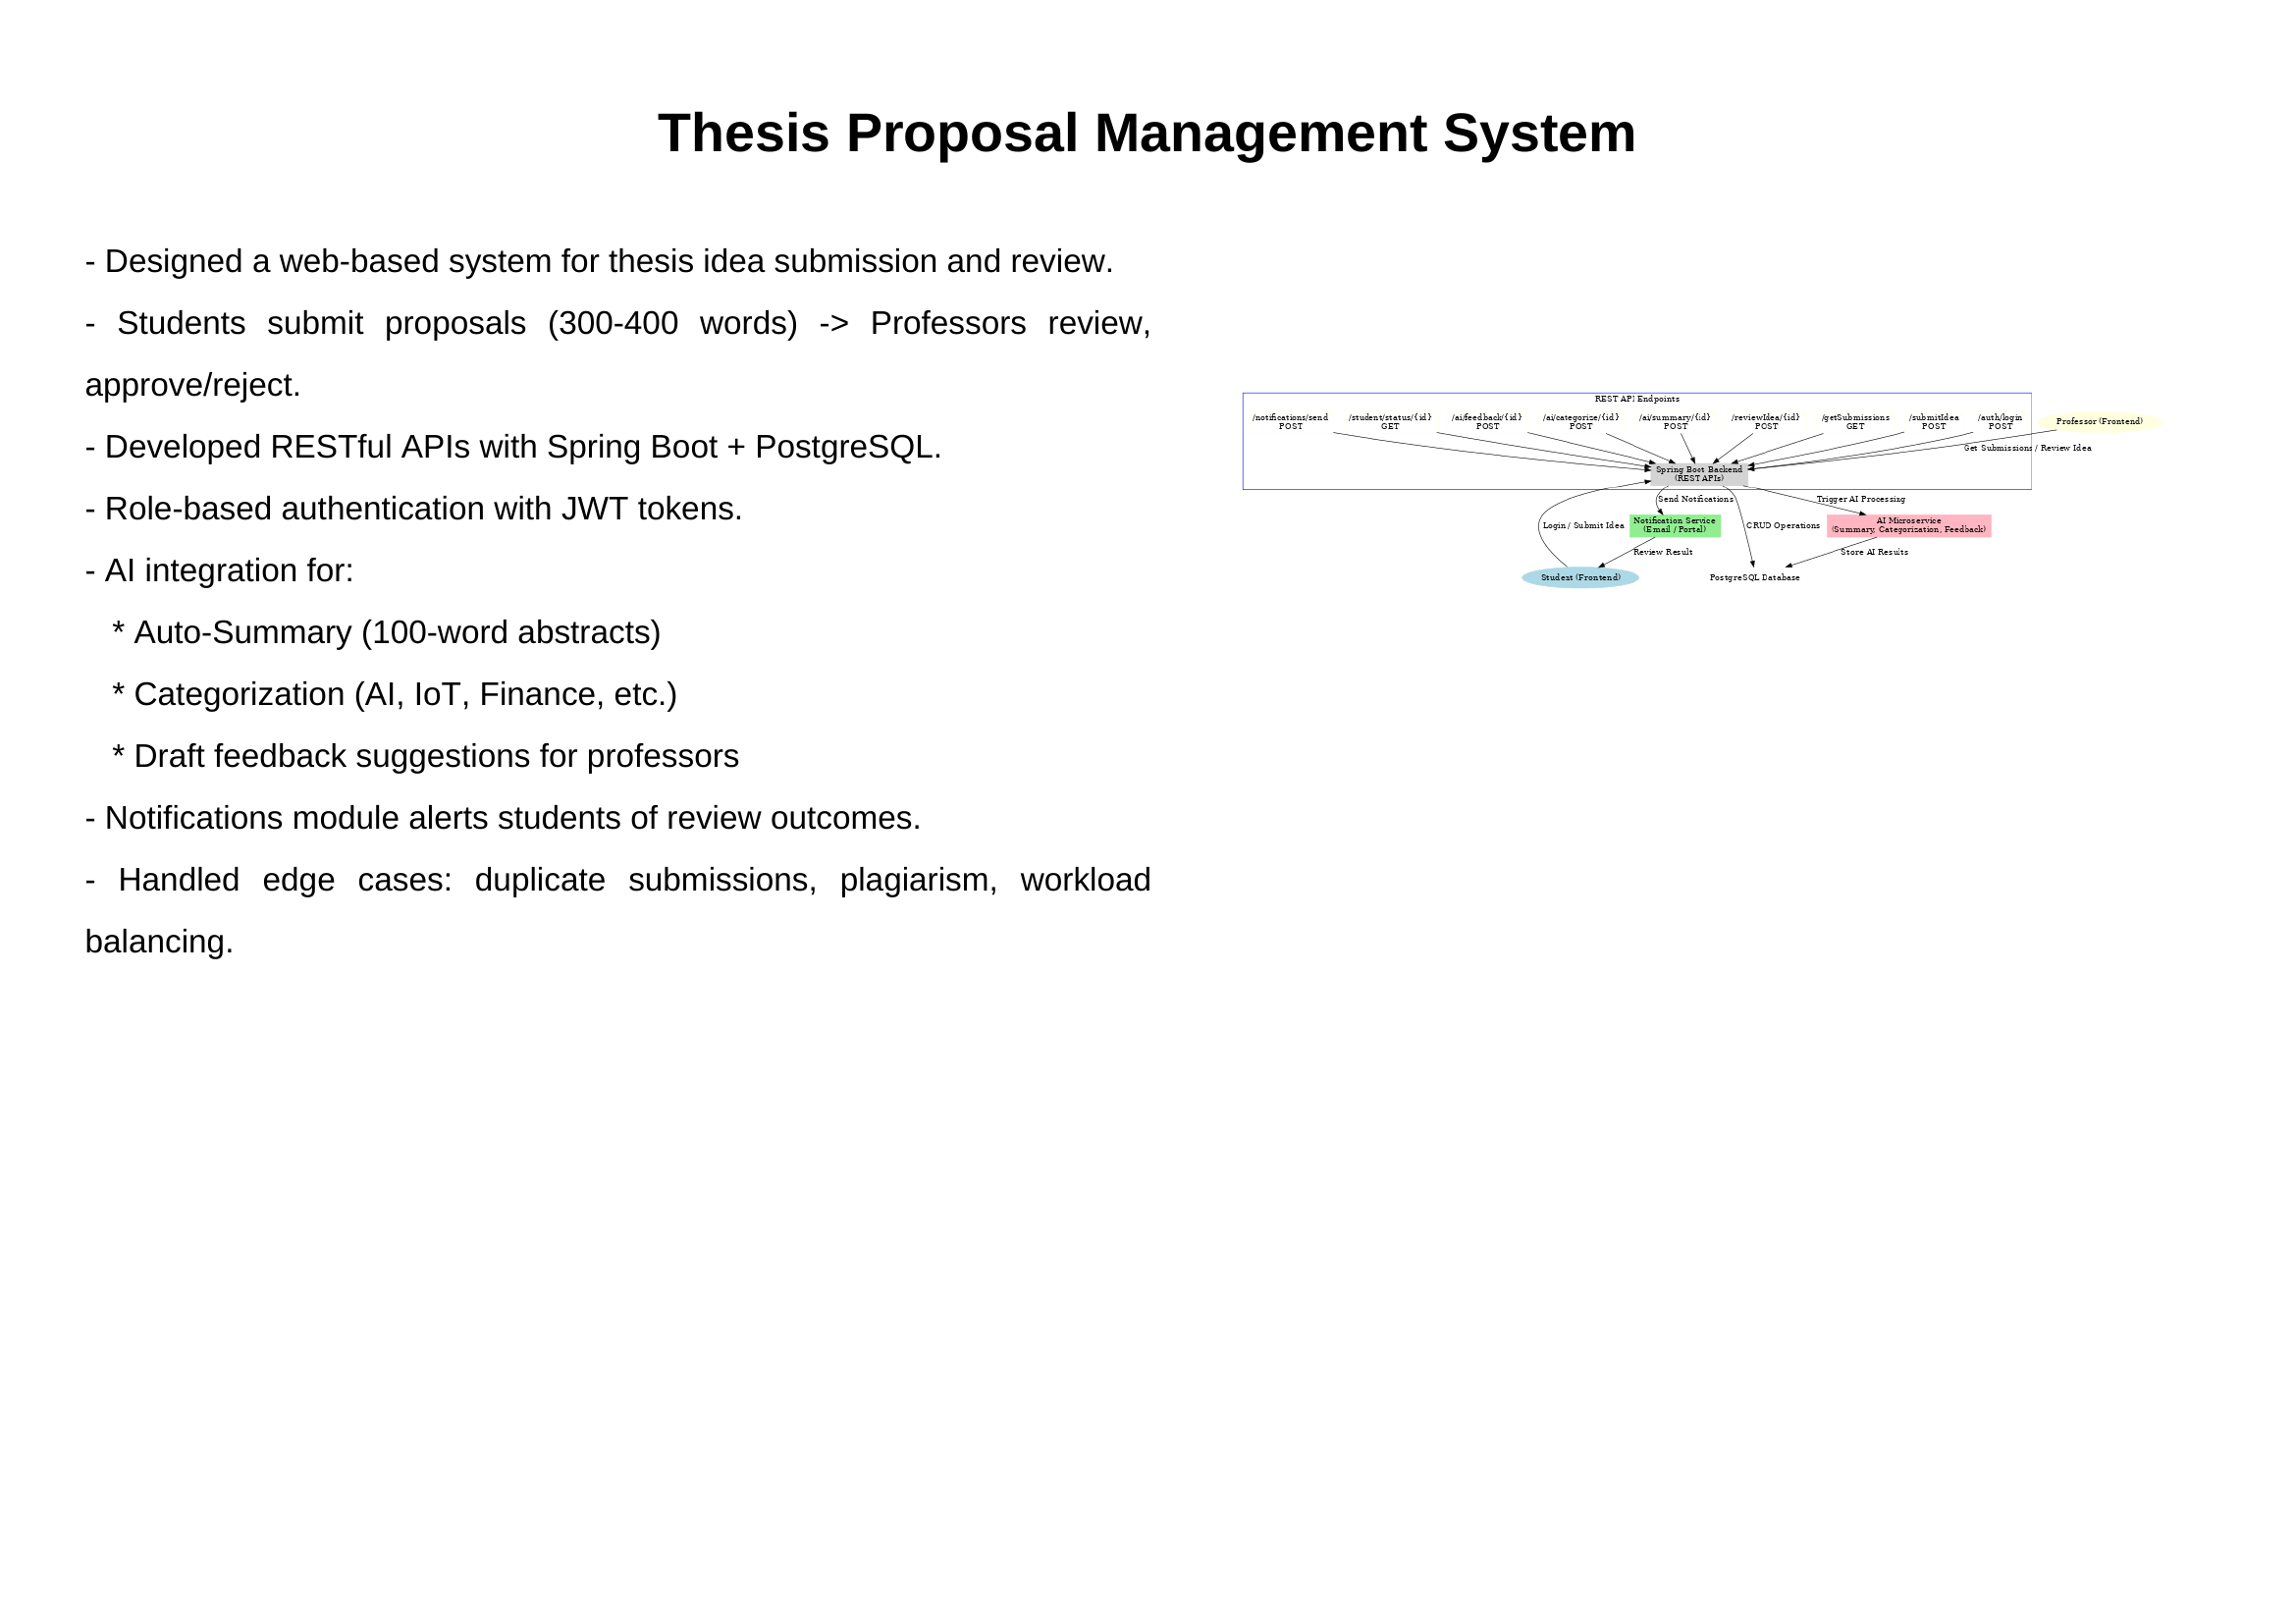 Thesis Proposal Management System
- Designed a web-based system for thesis idea submission and review.
- Students submit proposals (300-400 words) -> Professors review,
approve/reject.
- Developed RESTful APIs with Spring Boot + PostgreSQL.
- Role-based authentication with JWT tokens.
- AI integration for:
* Auto-Summary (100-word abstracts)
* Categorization (AI, IoT, Finance, etc.)
* Draft feedback suggestions for professors
- Notifications module alerts students of review outcomes.
- Handled edge cases: duplicate submissions, plagiarism, workload
balancing.
REST API Endpoints
/notifications/send
POST
/student/status/{id}
GET
/ai/feedback/{id}
POST
/ai/categorize/{id}
POST
/ai/summary/{id}
POST
/reviewIdea/{id}
POST
/getSubmissions
GET
/submitIdea
POST
/auth/login
POST
Professor (Frontend)
Get Submissions / Review Idea
Spring Boot Backend
(REST APIs)
Send Notifications
Trigger AI Processing
Login / Submit Idea
Notification Service
(Email / Portal)
CRUD Operations
AI Microservice
(Summary, Categorization, Feedback)
Review Result
Store AI Results
Student (Frontend)
PostgreSQL Database